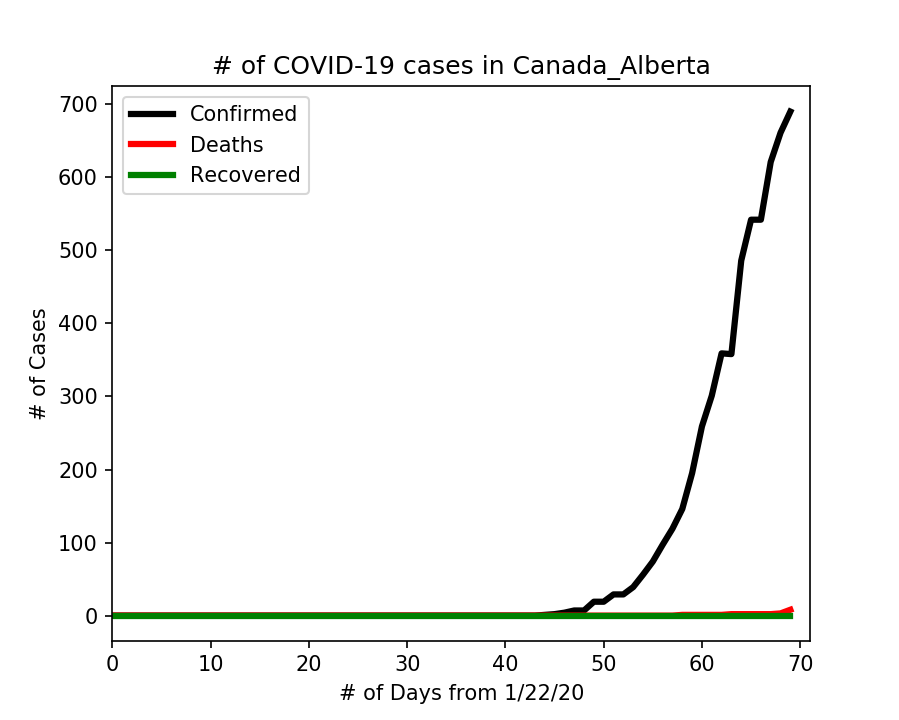 # of COVID-19 cases in Canada_Alberta
Confirmed
Deaths
Recovered
700
600
500
400
300
200
100
0
# of Cases
0 10 20 30 40 50 60 70
# of Days from 1/22/20